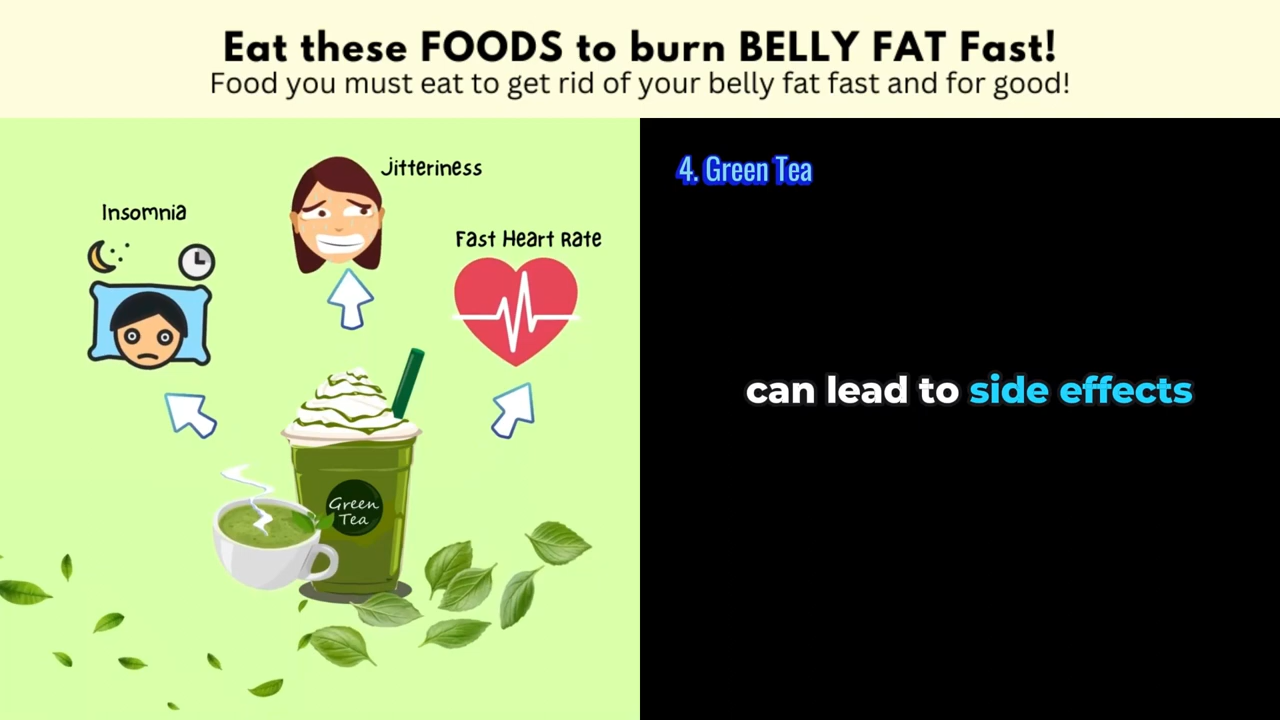 Eat these FOODS to burn BELLY FAT Fast!
Food you must eat to get rid of your belly fat fast and for good!
Jitteriness
Insomnia
Fast Heart Rate
Green
Tea
4. Green Tea
can lead to side effects